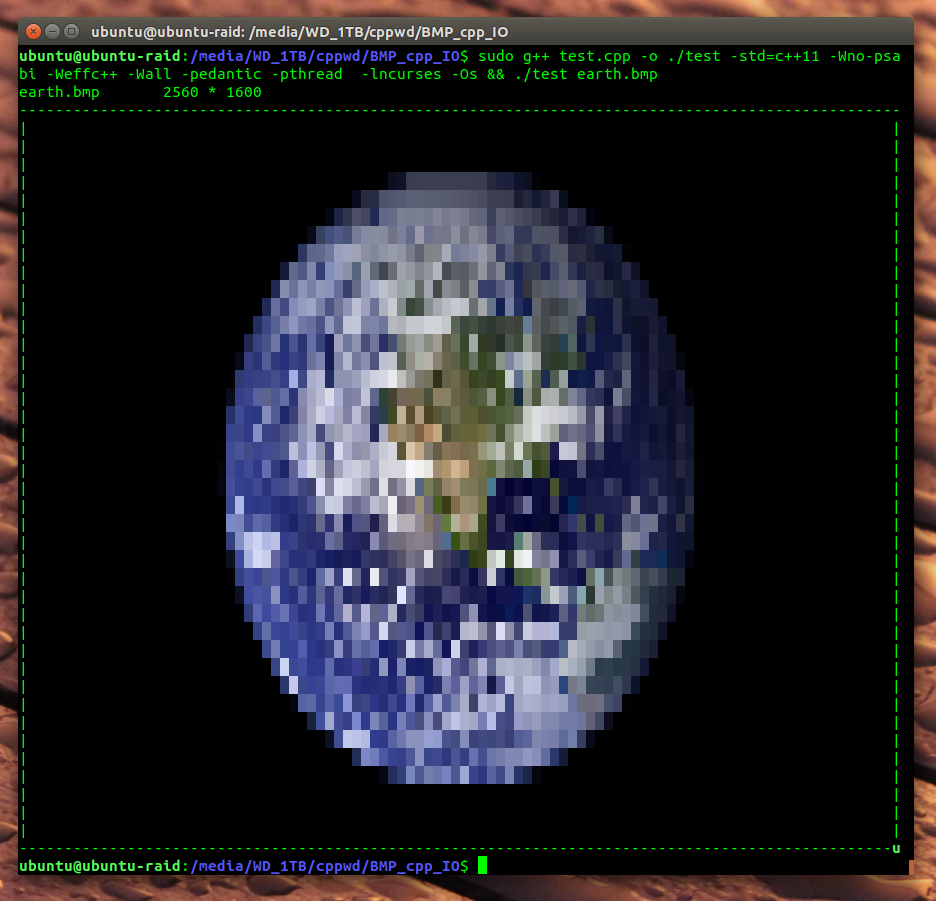 ubuntu@ubuntu-raid: /media/WD_1TB/cppwd/BMP_cpp_IO
ubuntu@ubuntu-raid:/media/WD_1TB/cppwd/BMP_cpp_IO$ sudo g++ test.cpp -o ./test -std=c++11 -Wno-psa
bi -Weffc++ -Wall -pedantic -pthread  -lncurses -Os && ./test earth.bmp
earth.bmp       2560 * 1600
u
ubuntu@ubuntu-raid:/media/WD_1TB/cppwd/BMP_cpp_IO$